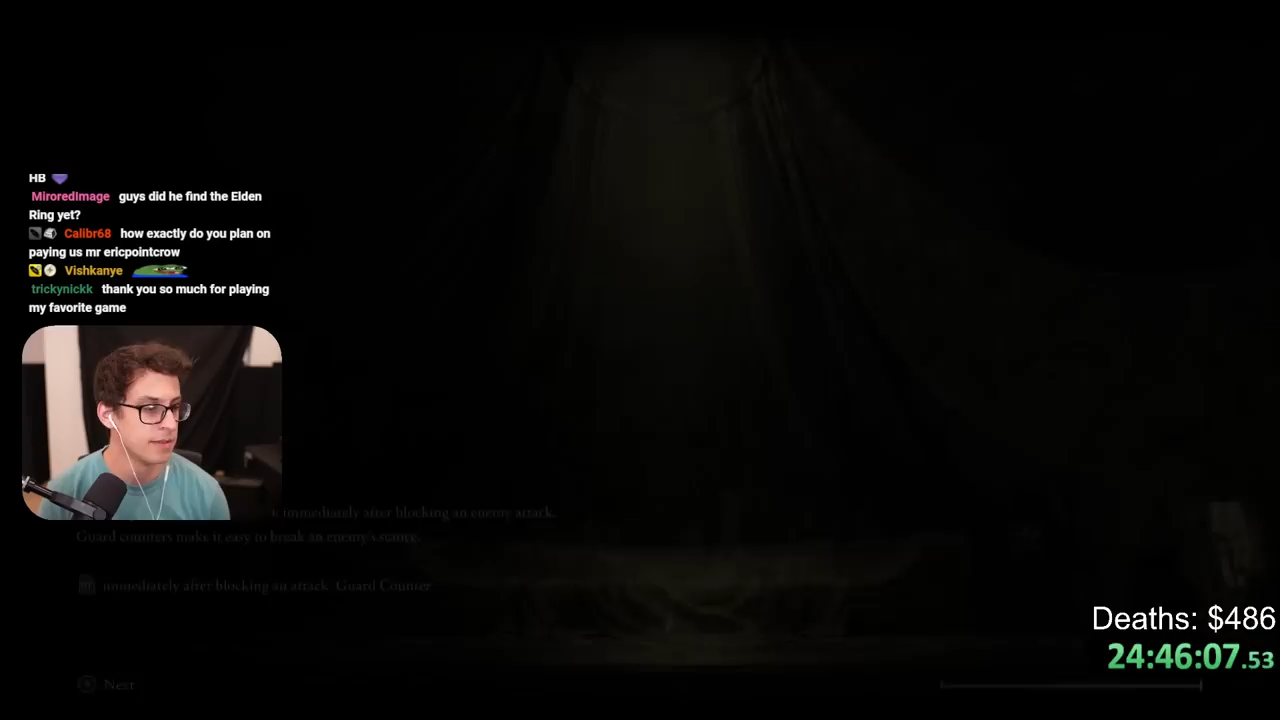 HB
MiroredImage guys did he find the Elden
Ring yet?
Calibr68 how exactly do you plan on
paying us mr ericpointcrow
Vishkanye
trickynickk thank you so much for playing
my favorite game
immediately after blocking an enemy attack.
Guard counters make it easy to break an enemy's stance.
immediately after blocking an attack: Guard Counter
Next
Deaths: $486
24:46:07.53